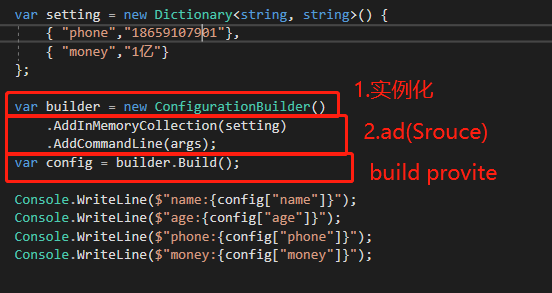 var setting = new Dictionary<string, string>() {
{ "phone","18659107901"},
{ "money","1亿"}
};
var builder = new ConfigurationBuilder()
1.实例化
.AddInMemoryCollection(setting)
.AddCommandLine(args);
2.ad(Srouce)
var config = builder.Build();
build provite
Console.WriteLine($"name:{config["name"]}");
Console.WriteLine($"age:{config["age"]}");
Console.WriteLine($"phone:{config["phone"]}");
Console.WriteLine($"money:{config["money"]}");